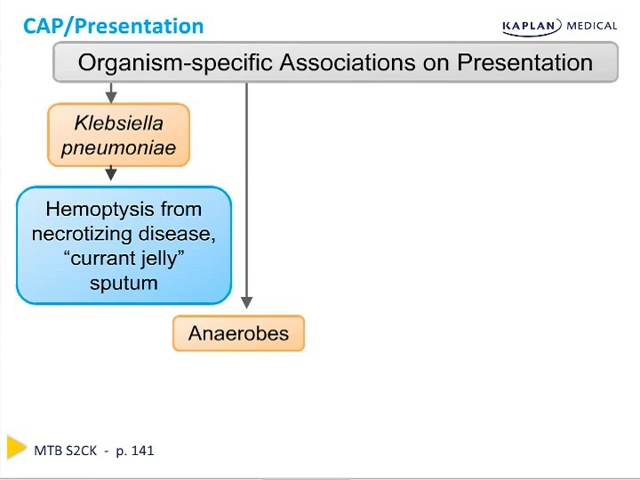 CAP/Presentation
KAPLAN MEDICAL
Organism-specific Associations on Presentation
Klebsiella
pneumoniae
Hemoptysis from
necrotizing disease,
“currant jelly”
sputum
Anaerobes
MTB S2CK - p. 141